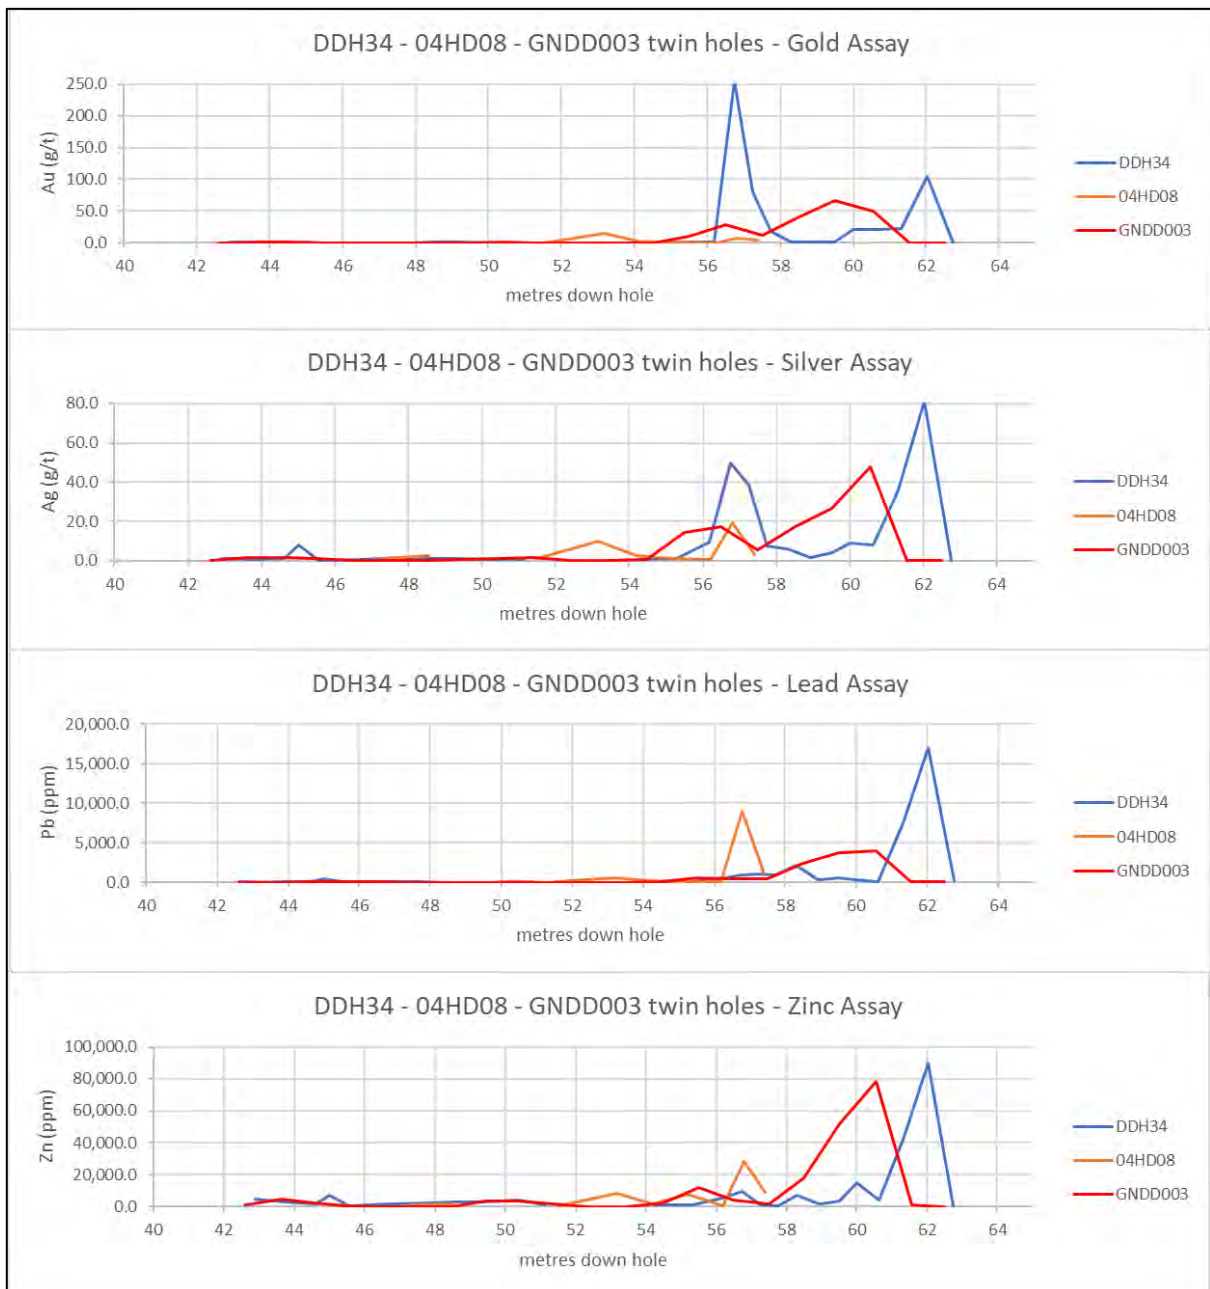 DDH34 - 04HD08 - GNDD003 twin holes - Gold Assay
250.0
200.0
150.0
100.0
50.0
0.0
Au (g/t)
40 42 44 46 48 50 52 54 56 58 60 62 64
metres down hole
DDH34
04HD08
GNDD003
DDH34 - 04HD08 - GNDD003 twin holes - Silver Assay
80.0
60.0
40.0
20.0
0.0
Ag (g/t)
40 42 44 46 48 50 52 54 56 58 60 62 64
metres down hole
DDH34
04HD08
GNDD003
DDH34 - 04HD08 - GNDD003 twin holes - Lead Assay
20,000.0
15,000.0
10,000.0
5,000.0
0.0
Pb (ppm)
40 42 44 46 48 50 52 54 56 58 60 62 64
metres down hole
DDH34
04HD08
GNDD003
DDH34 - 04HD08 - GNDD003 twin holes - Zinc Assay
100,000.0
80,000.0
60,000.0
40,000.0
20,000.0
0.0
Zn (ppm)
40 42 44 46 48 50 52 54 56 58 60 62 64
metres down hole
DDH34
04HD08
GNDD003